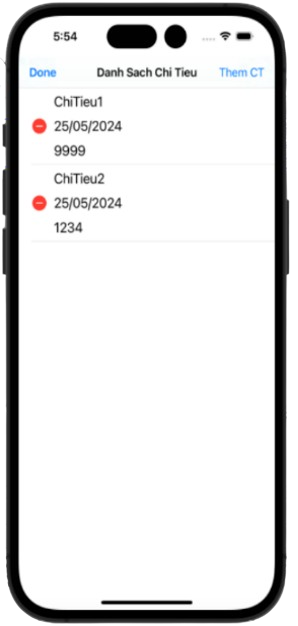 5:54
Done Danh Sach Chi Tieu Them CT
ChiTieu1
25/05/2024
9999
ChiTieu2
25/05/2024
1234